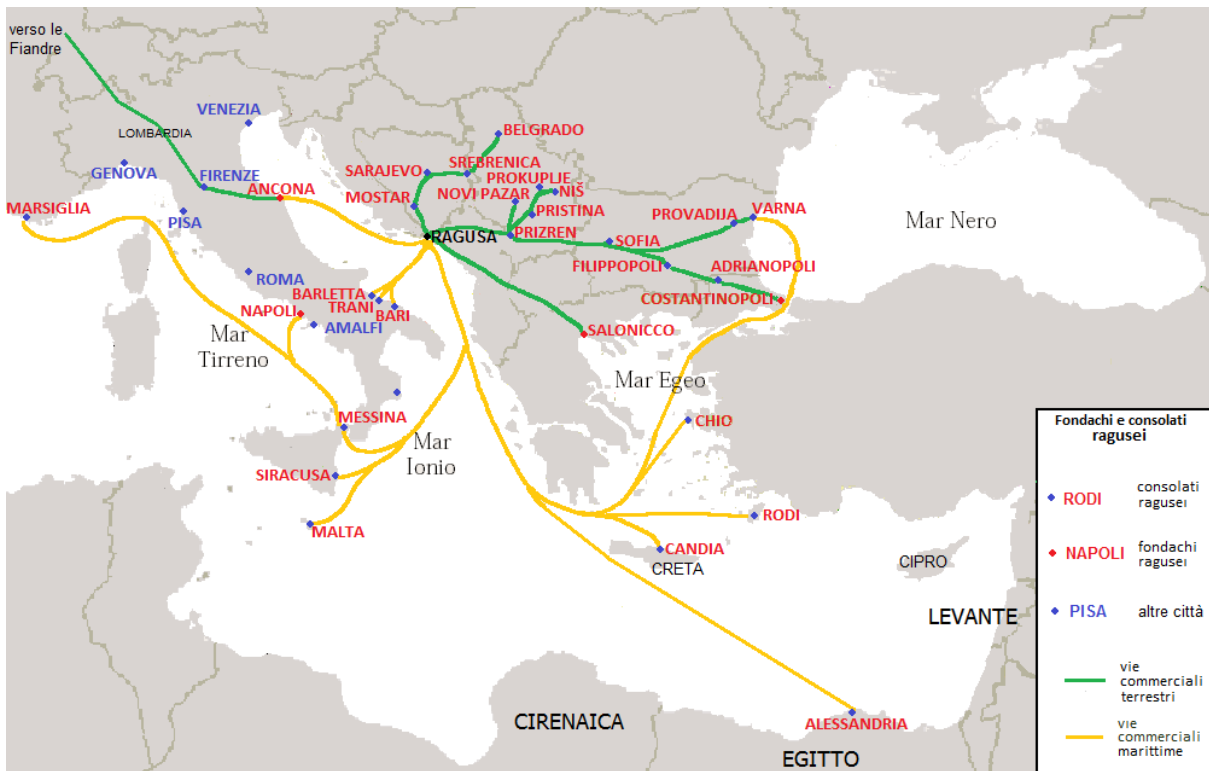 verso le
Fiandre
VENEZIA
LOMBARDIA
BELGRADO
GENOVA
FIRENZE
ANCONA
SARAJEVO
SREBRENICA
PROKUPLJE
MOSTAR
NOVI PAZAR
NIŠ
MARSIGLIA
PISA
PRISTINA
PROVADIJA
VARNA
Mar Nero
RAGUSA
PRIZREN
SOFIA
ROMA
FILIPPOPOLI
ADRIANOPOLI
BARLETTA
TRANI
BARI
COSTANTINOPOLI
NAPOLI
AMALFI
SALONICCO
Mar
Tirreno
Mar Egeo
MESSINA
CHIO
Mar
Ionio
SIRACUSA
MALTA
RODI
CANDIA
CRETA
CIPRO
LEVANTE
CIRENAICA
ALESSANDRIA
EGITTO
Fondachi e consolati
ragusei
RODI
consolati
ragusei
NAPOLI
fondachi
ragusei
PISA
altre città
vie
commerciali
terrestri
vie
commerciali
marittime